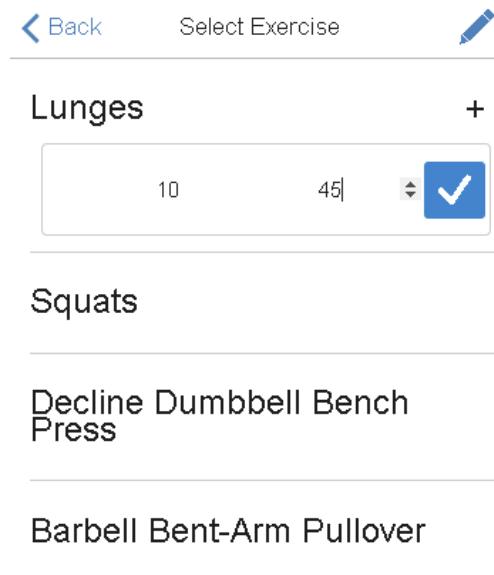 Back Select Exercise
Lunges +
10 45
Squats
Decline Dumbbell Bench
Press
Barbell Bent-Arm Pullover